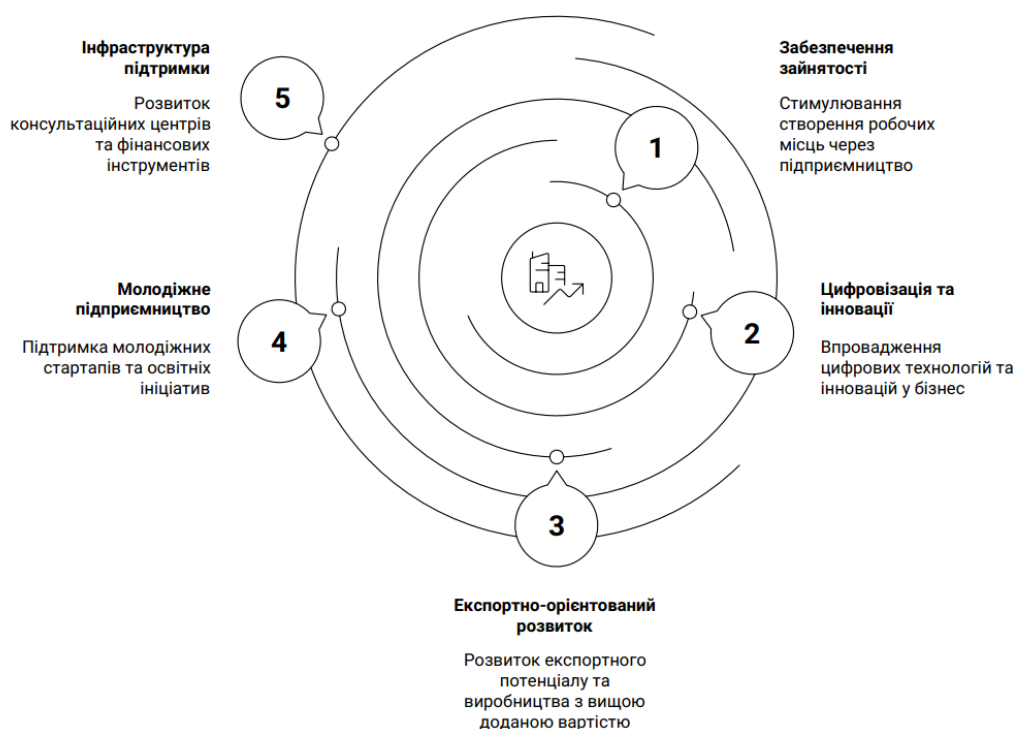 Забезпечення
зайнятості
Стимулювання
створення робочих
місць через
підприємництво
1
Цифровізація та
інновації
Впровадження
цифрових технологій та
інновацій у бізнес
2
3
Експортно-орієнтований
розвиток
Розвиток експортного
потенціалу та
виробництва з вищою
доданою вартістю
Молодіжне
підприємництво
Підтримка молодіжних
стартапів та освітніх
ініціатив
4
Інфраструктура
підтримки
Розвиток
консультаційних центрів
та фінансових
інструментів
5